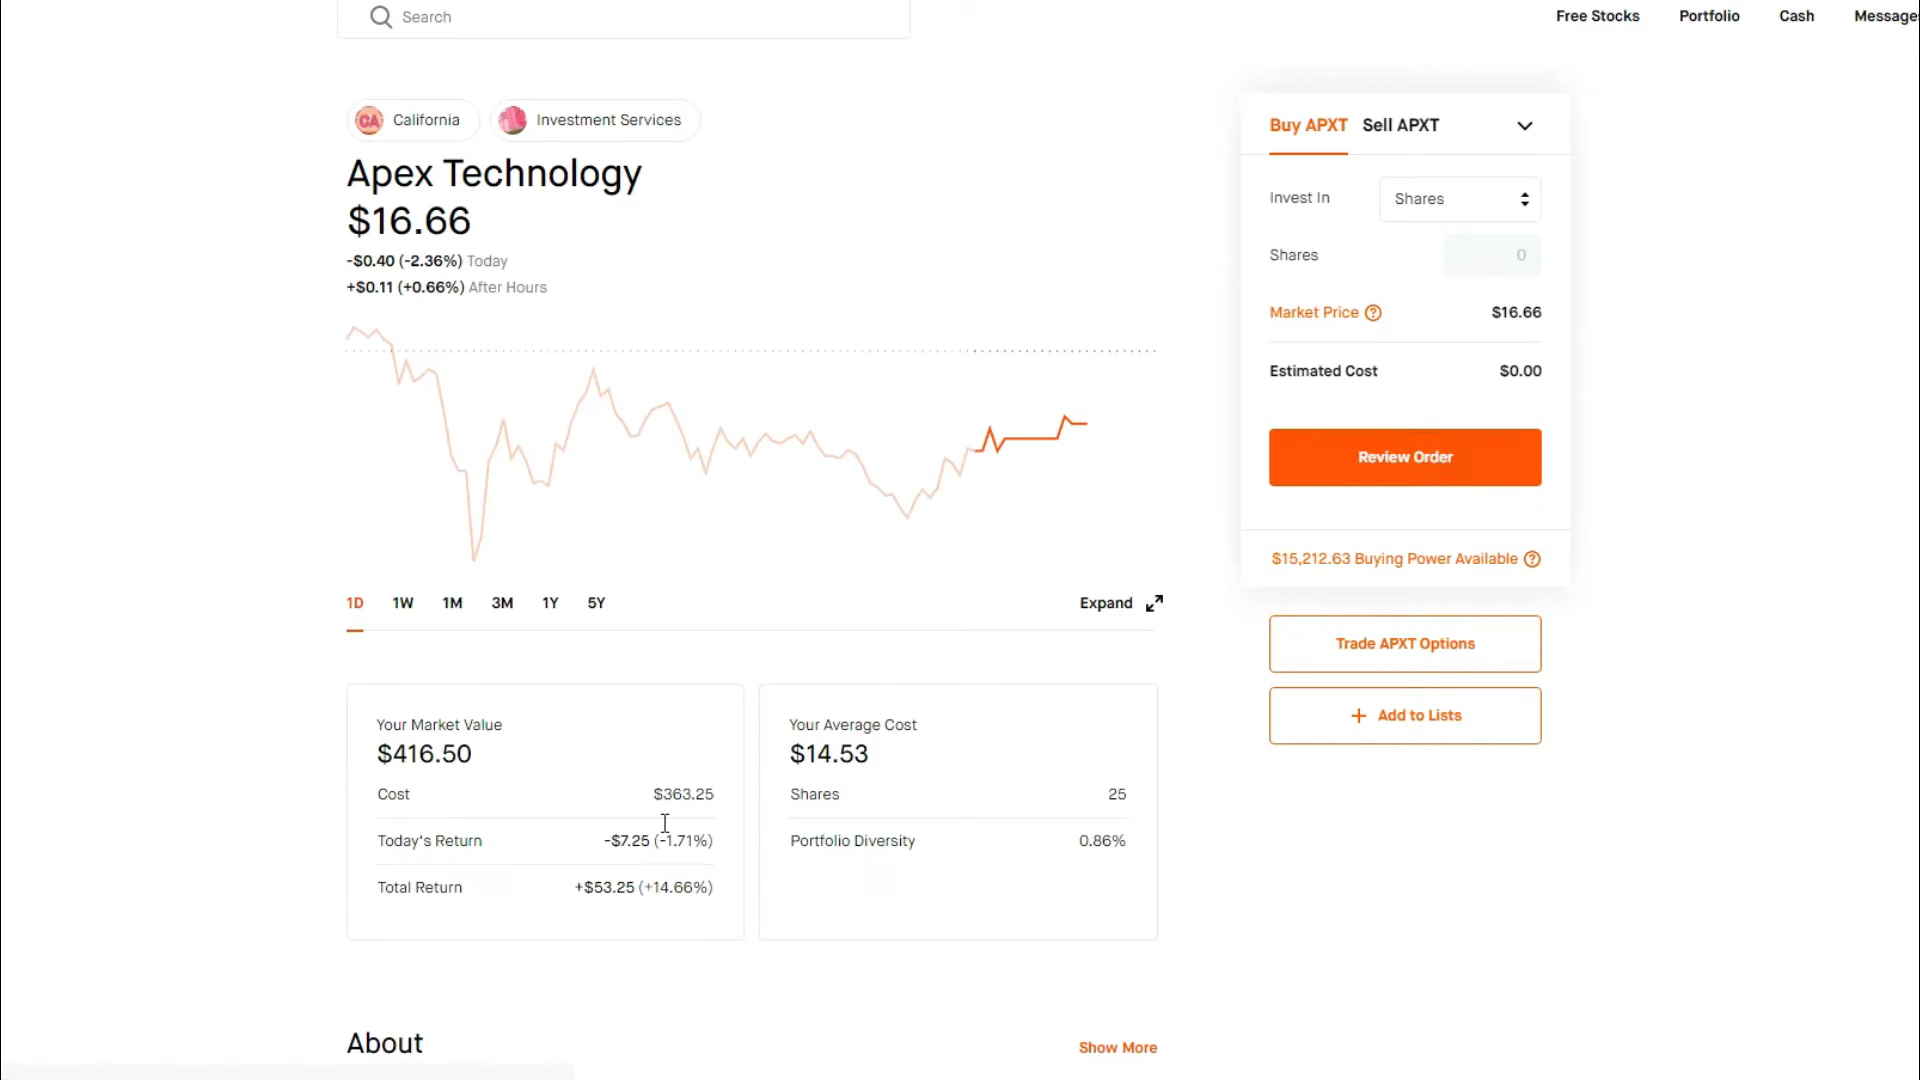 Search
Free Stocks Portfolio Cash Message
CA California Investment Services
Apex Technology
$16.66
-$0.40 (-2.36%) Today
+$0.11 (+0.66%) After Hours
1D 1W 1M 3M 1Y 5Y Expand
Your Market Value
$416.50
Cost $363.25
Today's Return -$7.25 (-1.71%)
Total Return +$53.25 (+14.66%)
Your Average Cost
$14.53
Shares 25
Portfolio Diversity 0.86%
About Show More
Buy APXT Sell APXT
Invest In Shares
Shares 0
Market Price ? $16.66
Estimated Cost $0.00
Review Order
$15,212.63 Buying Power Available ?
Trade APXT Options
+ Add to Lists